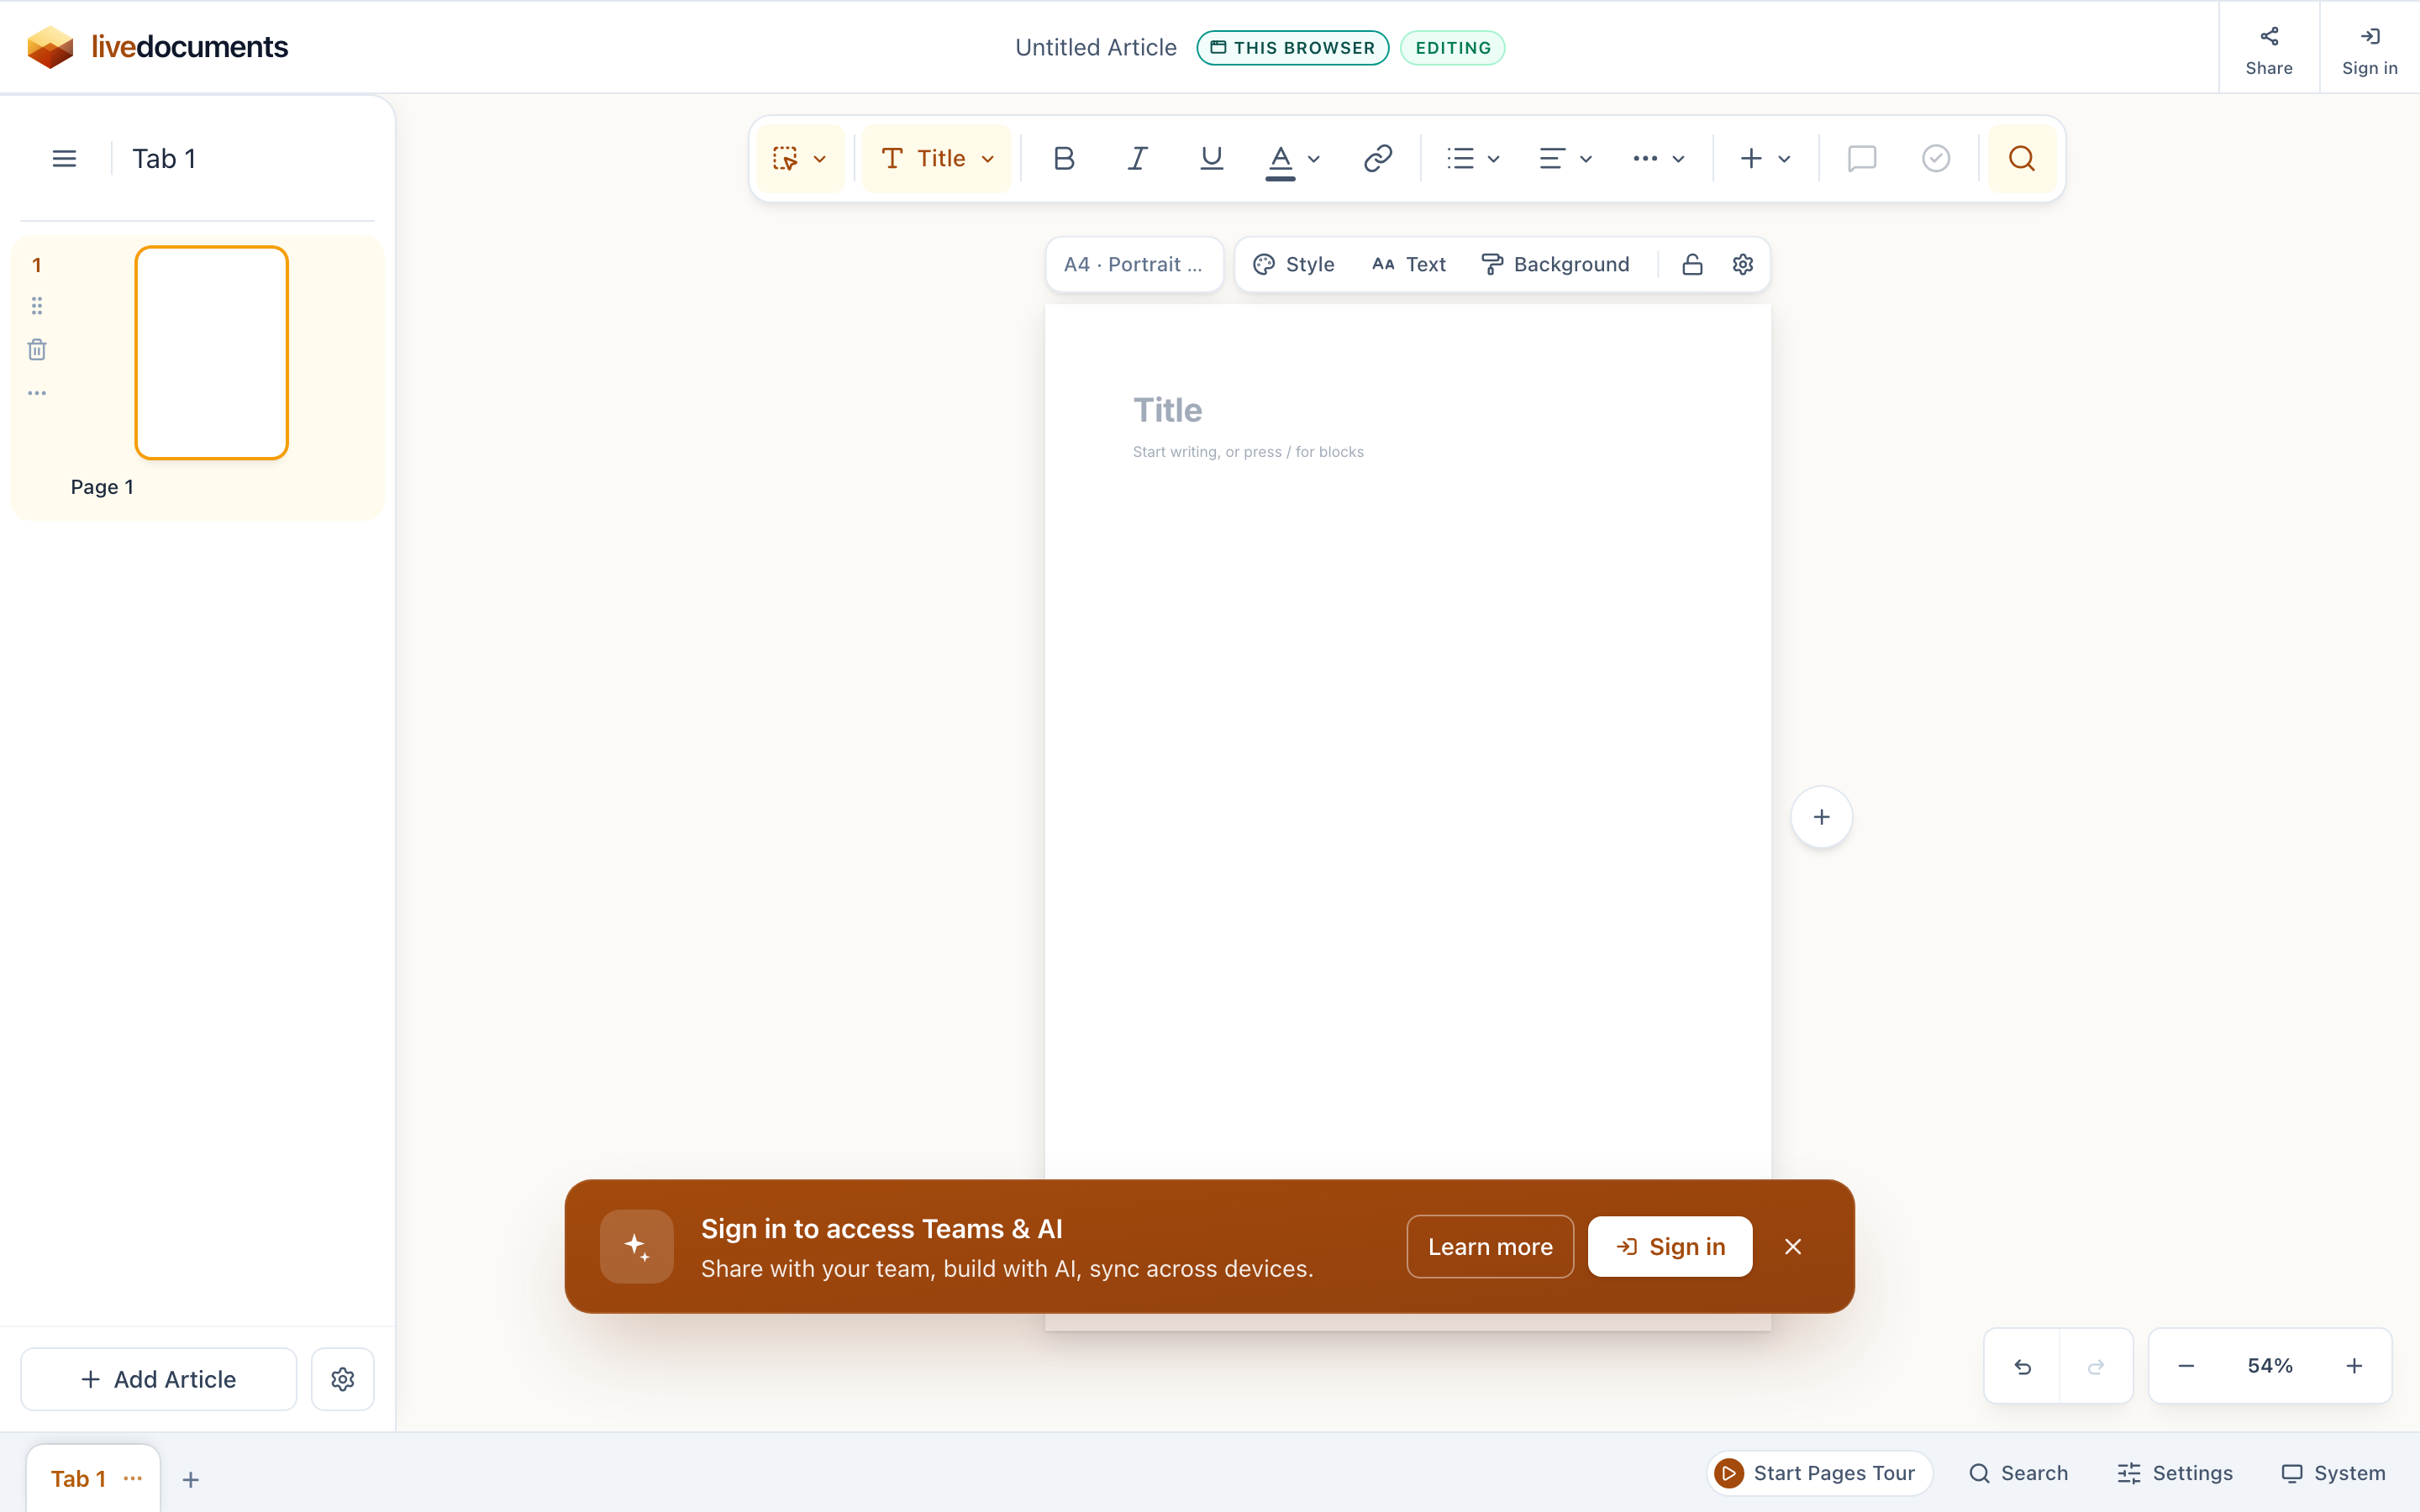 livedocuments
Untitled Article
THIS BROWSER
EDITING
Share
Sign in
Tab 1
Title
A4 · Portrait ...
Style
Text
Background
1
Page 1
Title
Start writing, or press / for blocks
Sign in to access Teams & AI
Share with your team, build with AI, sync across devices.
Learn more
Sign in
Add Article
54%
Tab 1
Start Pages Tour
Search
Settings
System